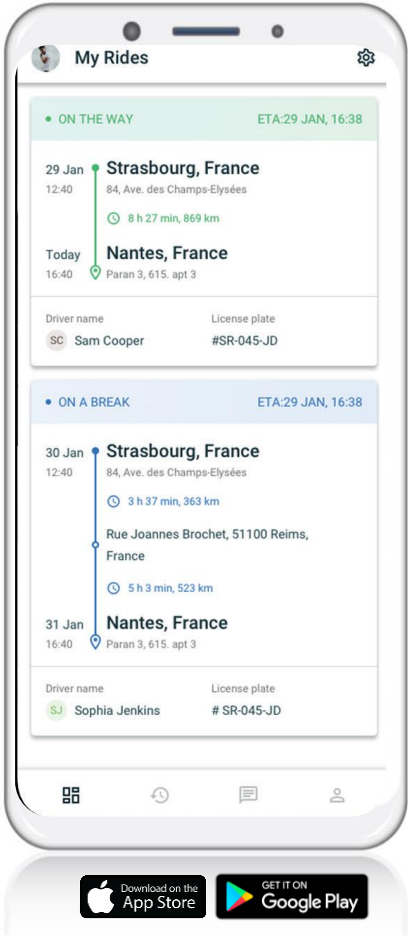 My Rides
ON THE WAY ETA:29 JAN, 16:38
29 Jan Strasbourg, France
12:40 84, Ave. des Champs-Elysées
8 h 27 min, 869 km
Today Nantes, France
16:40 Paran 3, 615. apt 3
Driver name License plate
SC Sam Cooper #SR-045-JD
ON A BREAK ETA:29 JAN, 16:38
30 Jan Strasbourg, France
12:40 84, Ave. des Champs-Elysées
3 h 37 min, 363 km
Rue Joannes Brochet, 51100 Reims,
France
5 h 3 min, 523 km
31 Jan Nantes, France
16:40 Paran 3, 615. apt 3
Driver name License plate
SJ Sophia Jenkins # SR-045-JD
Download on the
App Store
GET IT ON
Google Play